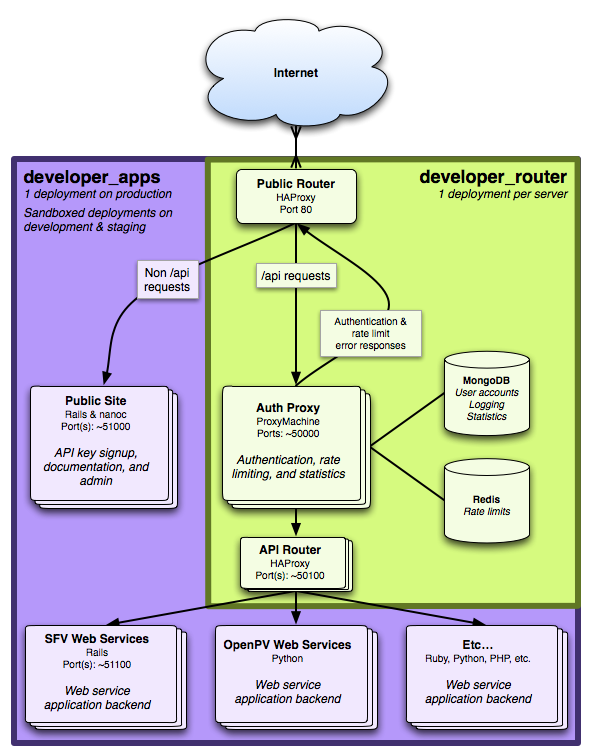 Internet
developer_apps
1 deployment on production
Sandboxed deployments on
development & staging
developer_router
1 deployment per server
Public Router
HAProxy
Port 80
Non /api
requests
/api requests
Authentication &
rate limit
error responses
Public Site
Rails & nanoc
Port(s): ~51000
API key signup,
documentation, and
admin
Auth Proxy
ProxyMachine
Ports: ~50000
Authentication, rate
limiting, and statistics
MongoDB
User accounts
Logging
Statistics
Redis
Rate limits
API Router
HAProxy
Port(s): ~50100
SFV Web Services
Rails
Port(s): ~51100
Web service
application backend
OpenPV Web Services
Python
Web service
application backend
Etc...
Ruby, Python, PHP, etc.
Web service
application backend